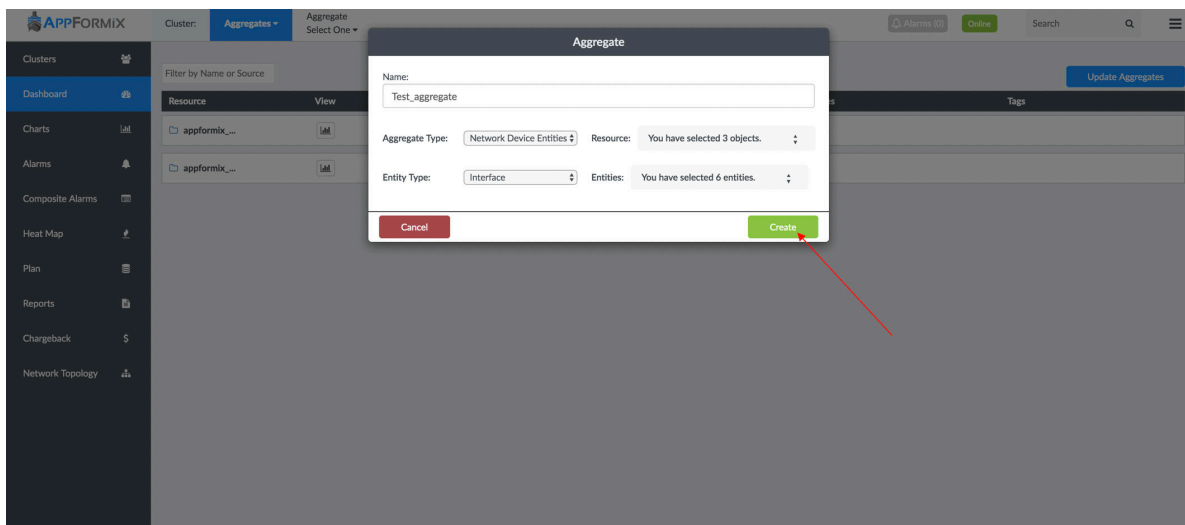 APPFORMIX
Cluster:
Aggregates
Aggregate
Select One
Alarms (0)
Online
Search
Clusters
Dashboard
Charts
Alarms
Composite Alarms
Heat Map
Plan
Reports
Chargeback
Network Topology
Filter by Name or Source
Update Aggregates
Resource
View
Tags
appformix_...
appformix_...
Aggregate
Name:
Test_aggregate
Aggregate Type:
Network Device Entities
Resource:
You have selected 3 objects.
Entity Type:
Interface
Entities:
You have selected 6 entities.
Cancel
Create